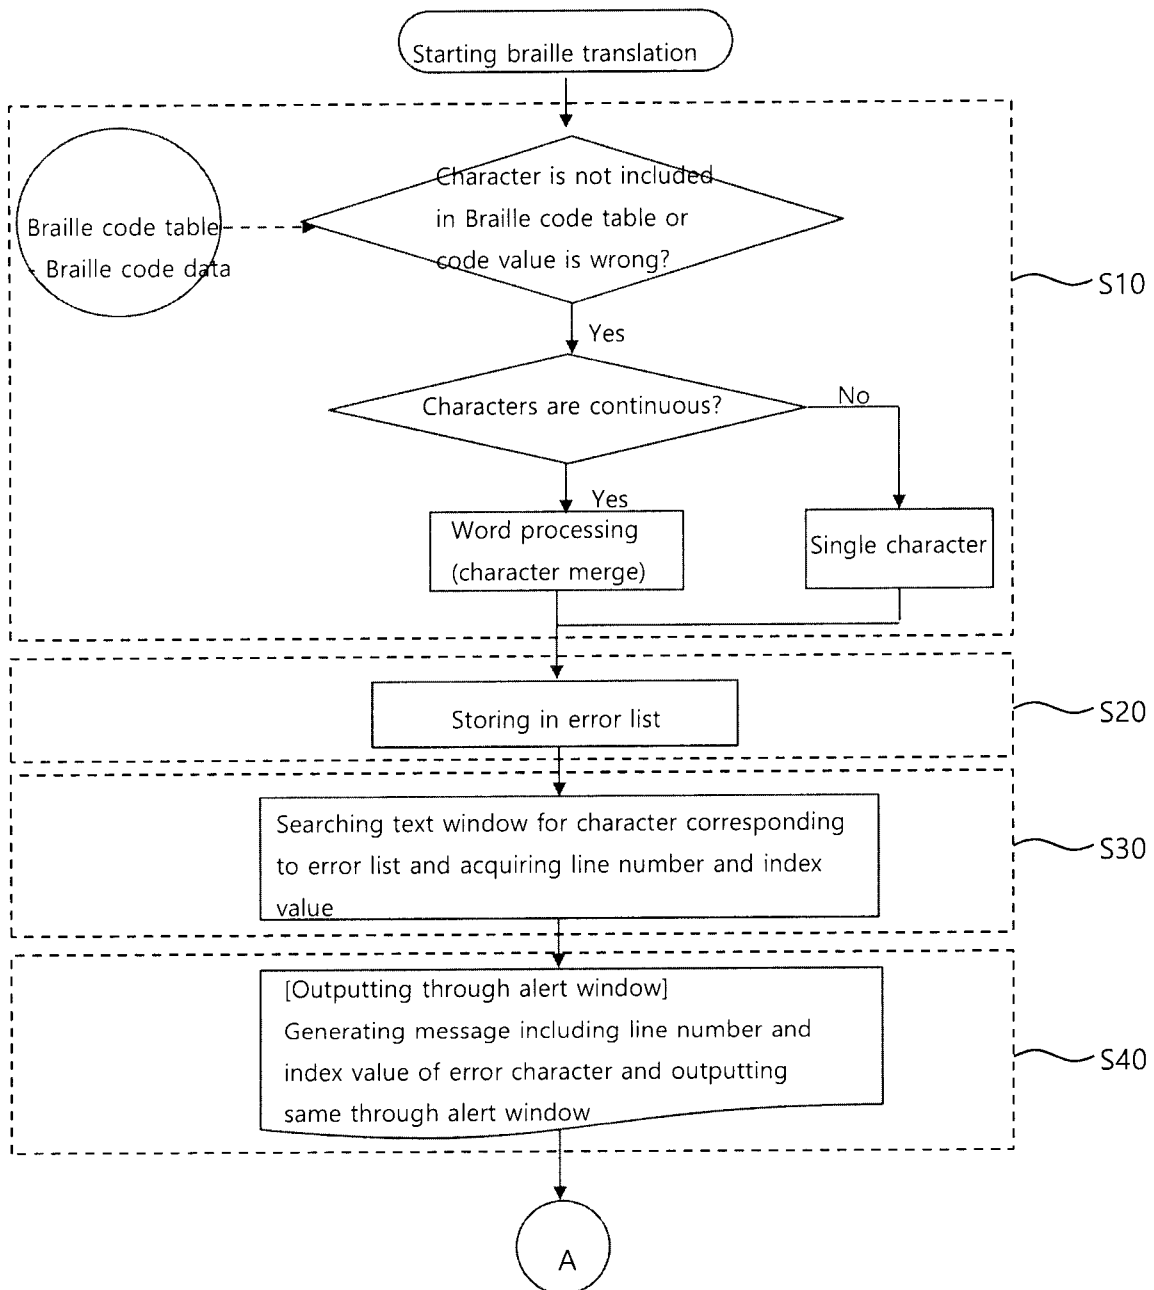 Starting braille translation
Character is not included
in Braille code table or
code value is wrong?
Braille code table
- Braille code data
S10
Yes
Characters are continuous?
No
Yes
Word processing
(character merge)
Single character
Storing in error list
S20
Searching text window for character corresponding
to error list and acquiring line number and index
value
S30
[Outputting through alert window]
Generating message including line number and
index value of error character and outputting
same through alert window
S40
A